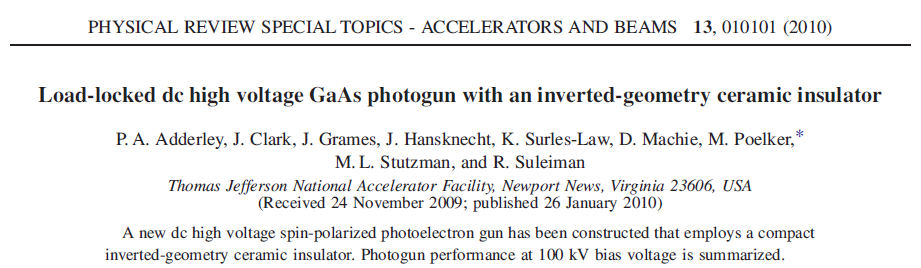 PHYSICAL REVIEW SPECIAL TOPICS - ACCELERATORS AND BEAMS 13, 010101 (2010)
Load-locked dc high voltage GaAs photogun with an inverted-geometry ceramic insulator
P. A. Adderley, J. Clark, J. Grames, J. Hansknecht, K. Surles-Law, D. Machie, M. Poelker,*
M. L. Stutzman, and R. Suleiman
Thomas Jefferson National Accelerator Facility, Newport News, Virginia 23606, USA
(Received 24 November 2009; published 26 January 2010)
A new dc high voltage spin-polarized photoelectron gun has been constructed that employs a compact
inverted-geometry ceramic insulator. Photogun performance at 100 kV bias voltage is summarized.